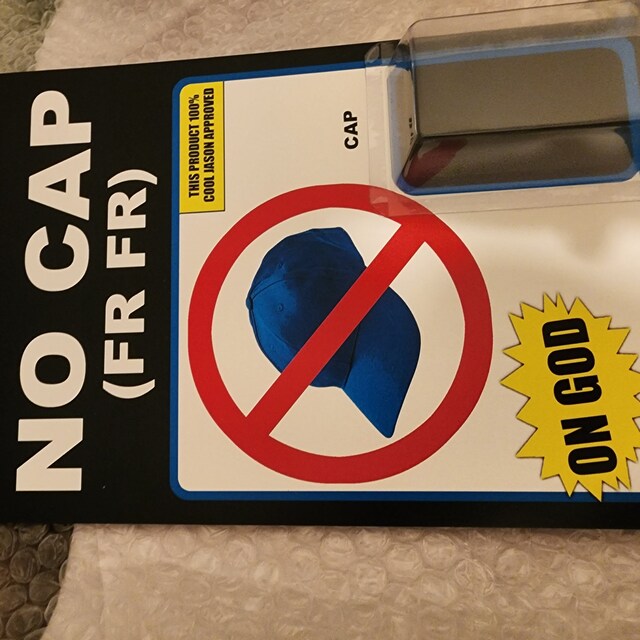 NO CAP
(FR FR)
THIS PRODUCT 100%
COOL JASON APPROVED
CAP
ON GOD